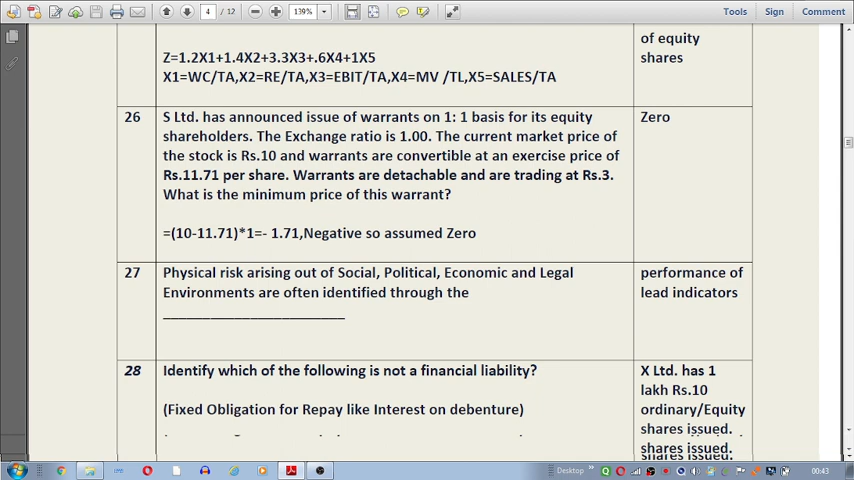 4 / 12
139%
Tools
Sign
Comment
of equity
shares
Z=1.2X1+1.4X2+3.3X3+.6X4+1X5
X1=WC/TA,X2=RE/TA,X3=EBIT/TA,X4=MV /TL,X5=SALES/TA
26
S Ltd. has announced issue of warrants on 1: 1 basis for its equity
shareholders. The Exchange ratio is 1.00. The current market price of
the stock is Rs.10 and warrants are convertible at an exercise price of
Rs.11.71 per share. Warrants are detachable and are trading at Rs.3.
What is the minimum price of this warrant?
=(10-11.71)*1=- 1.71,Negative so assumed Zero
Zero
27
Physical risk arising out of Social, Political, Economic and Legal
Environments are often identified through the
_______________________
performance of
lead indicators
28
Identify which of the following is not a financial liability?
(Fixed Obligation for Repay like Interest on debenture)
X Ltd. has 1
lakh Rs.10
ordinary/Equity
shares issued.
shares issued.
Desktop
00:43